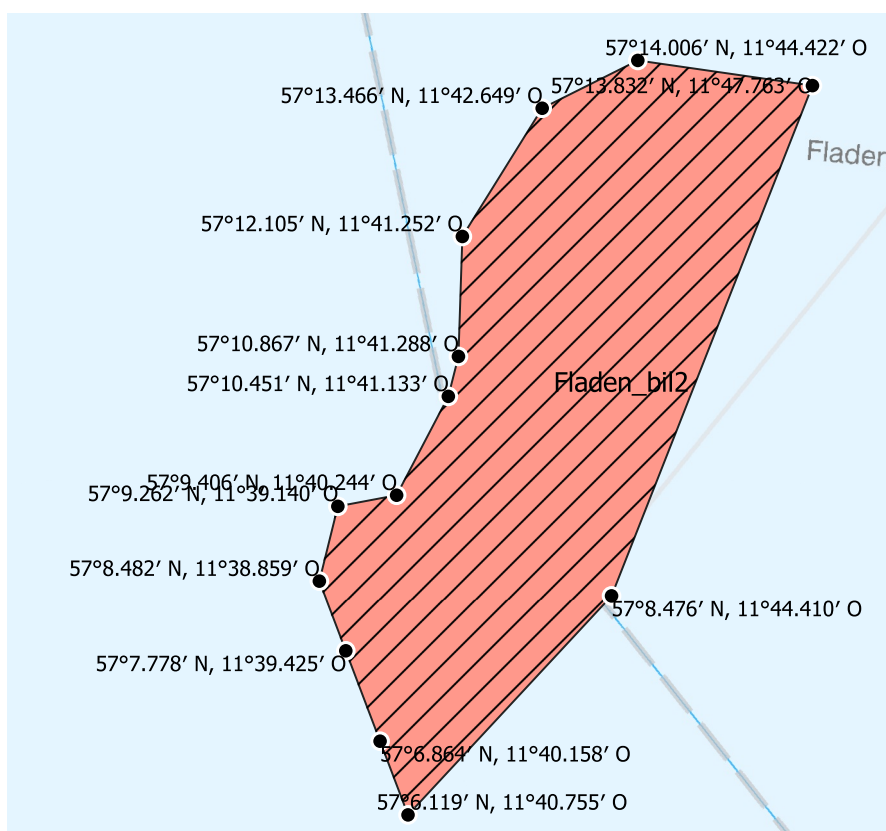 57°14.006′ N, 11°44.422′ O
57°13.832′ N, 11°47.763′ O
57°13.466′ N, 11°42.649′ O
Fladen
57°12.105′ N, 11°41.252′ O
57°10.867′ N, 11°41.288′ O
57°10.451′ N, 11°41.133′ O
Fladen_bil2
57°9.406′ N, 11°40.244′ O
57°9.262′ N, 11°39.140′ O
57°8.482′ N, 11°38.859′ O
57°8.476′ N, 11°44.410′ O
57°7.778′ N, 11°39.425′ O
57°6.864′ N, 11°40.158′ O
57°6.119′ N, 11°40.755′ O